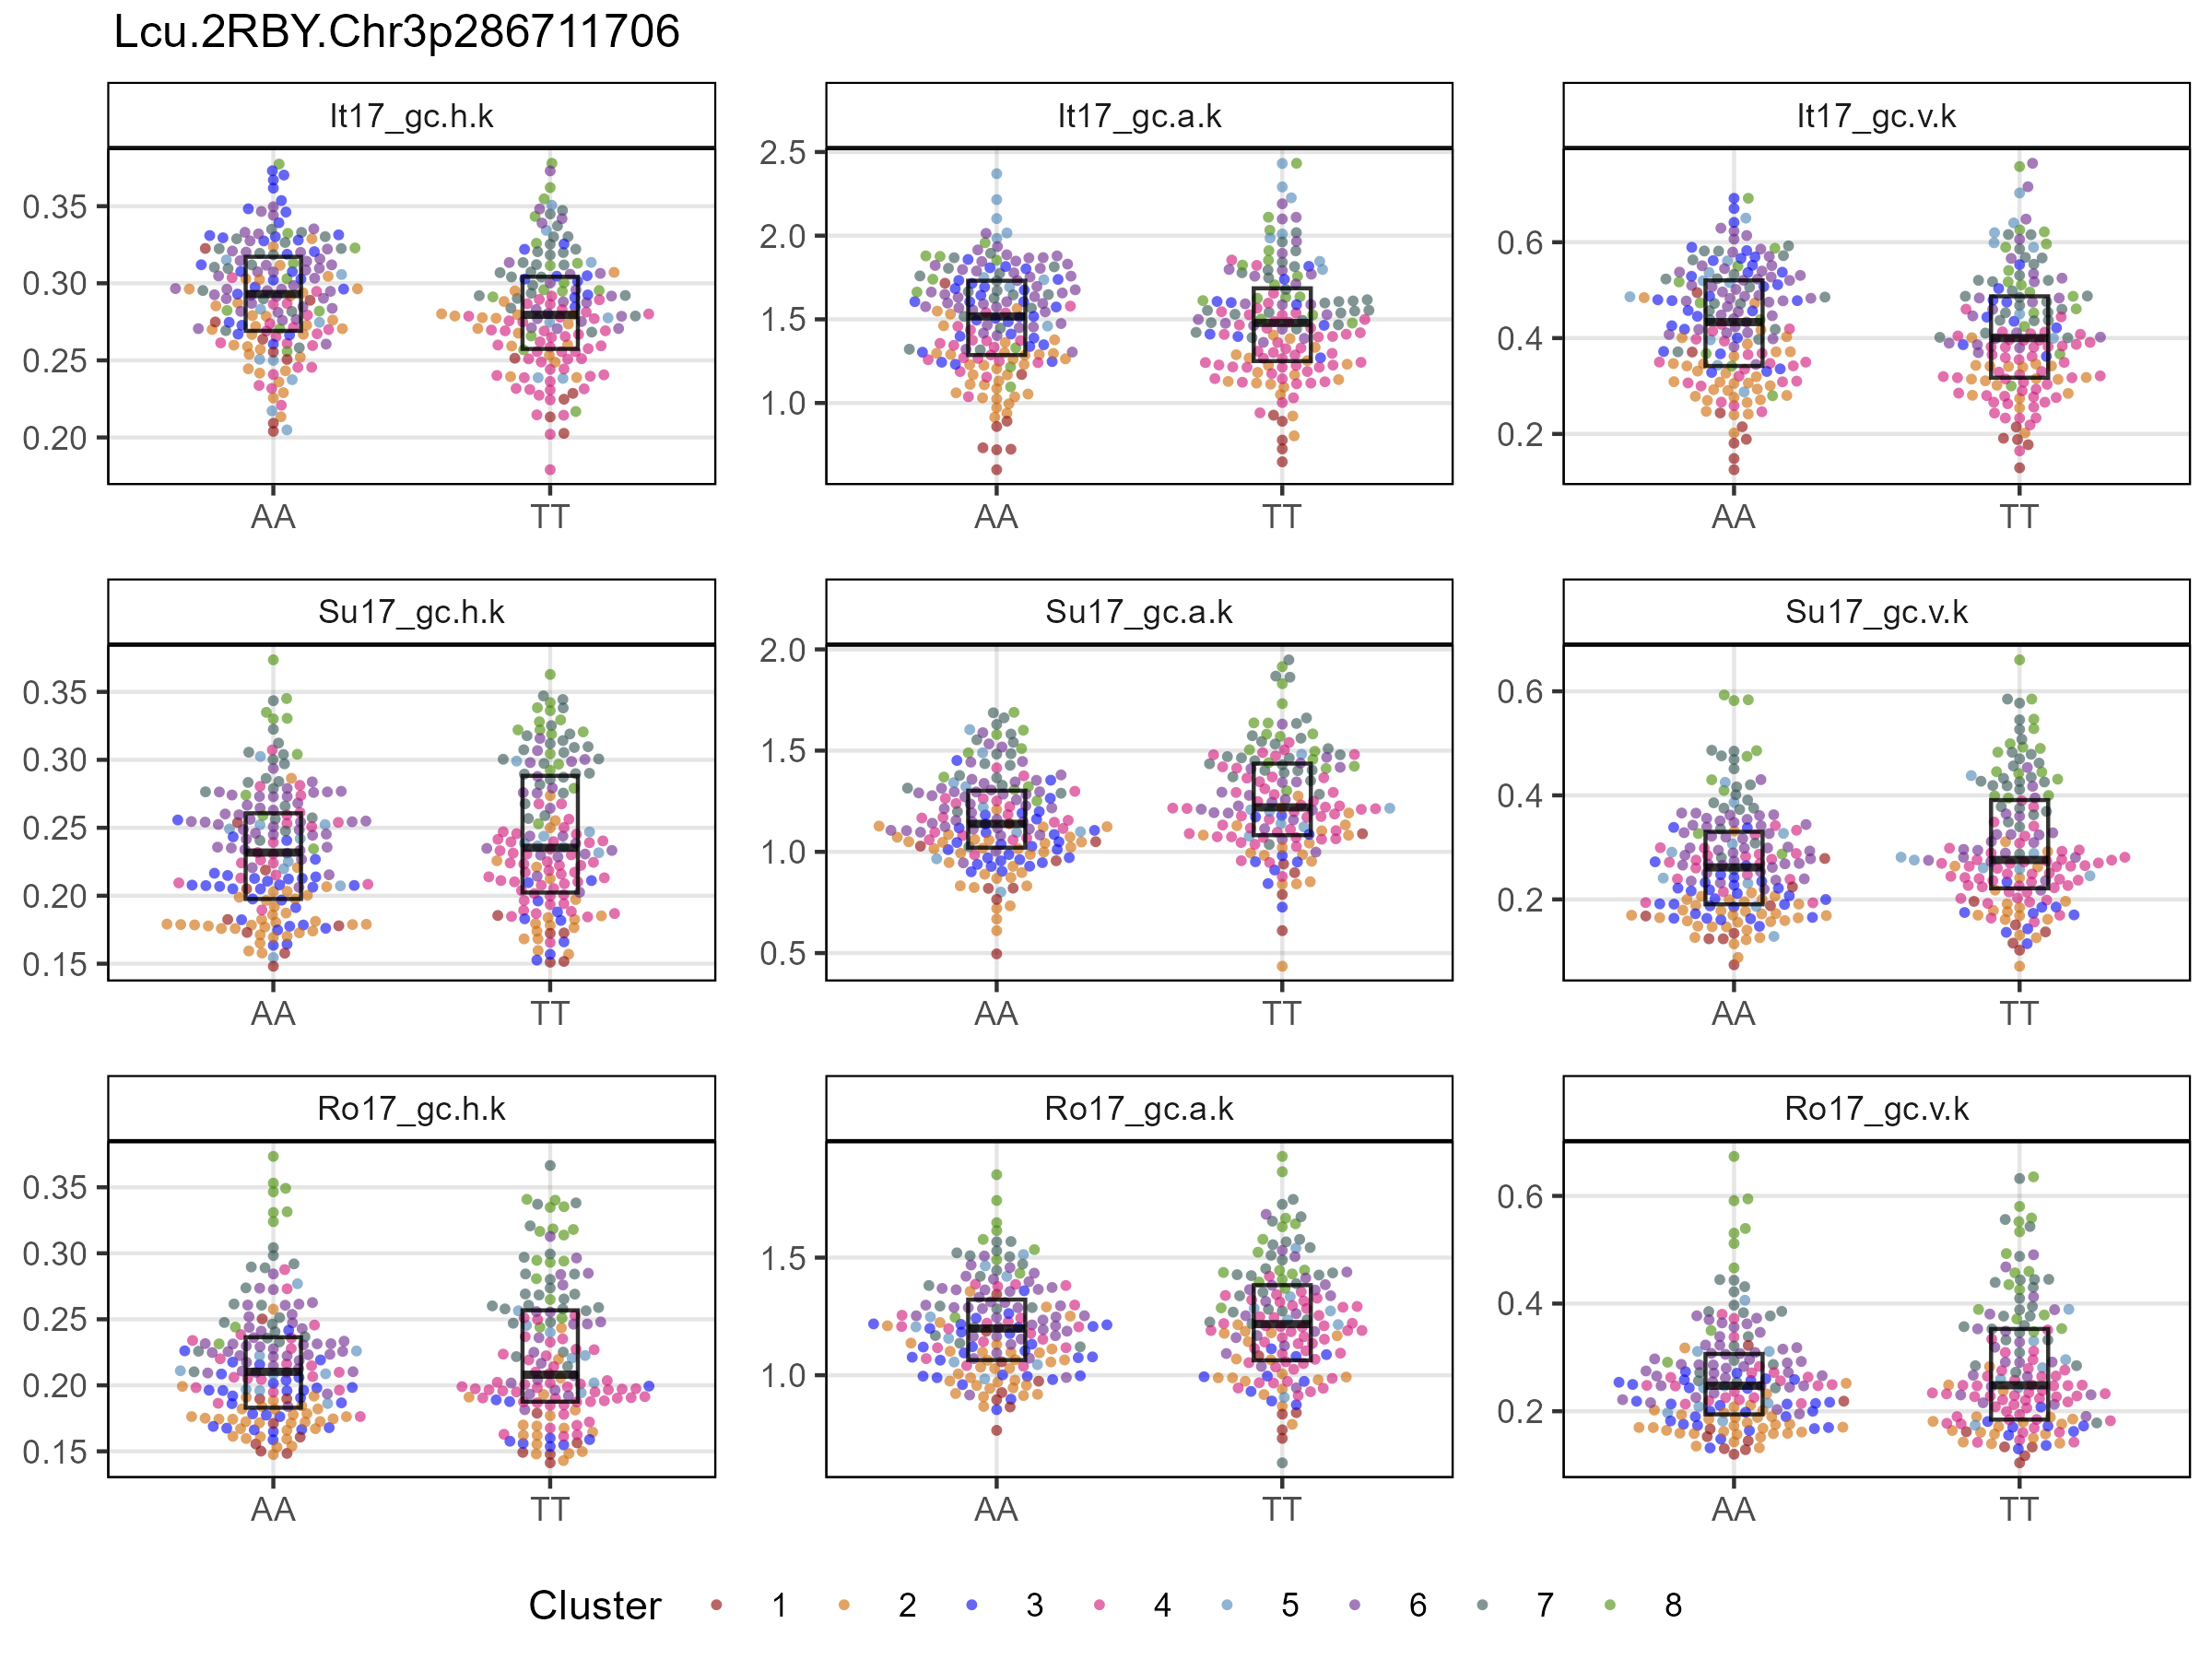 Lcu.2RBY.Chr3p286711706
It17_gc.h.k
It17_gc.a.k
It17_gc.v.k
0.35
0.30
0.25
0.20
2.5
2.0
1.5
1.0
0.6
0.4
0.2
AA TT
AA TT
AA TT
Su17_gc.h.k
Su17_gc.a.k
Su17_gc.v.k
0.35
0.30
0.25
0.20
0.15
2.0
1.5
1.0
0.5
0.6
0.4
0.2
AA TT
AA TT
AA TT
Ro17_gc.h.k
Ro17_gc.a.k
Ro17_gc.v.k
0.35
0.30
0.25
0.20
0.15
1.5
1.0
0.6
0.4
0.2
AA TT
AA TT
AA TT
Cluster 1 2 3 4 5 6 7 8